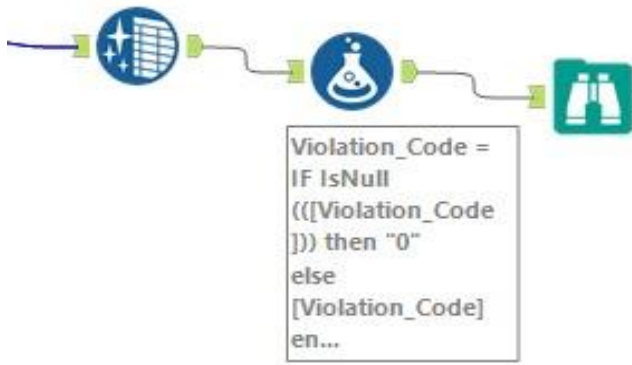 Violation_Code =
IF IsNull
(([Violation_Code
])) then "0"
else
[Violation_Code]
en...